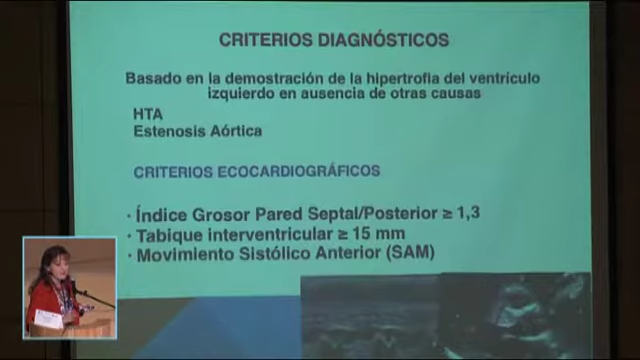 CRITERIOS DIAGNÓSTICOS
Basado en la demostración de la hipertrofia del ventrículo
izquierdo en ausencia de otras causas
HTA
Estenosis Aórtica
CRITERIOS ECOCARDIOGRÁFICOS
· Índice Grosor Pared Septal/Posterior ≥ 1,3
· Tabique interventricular ≥ 15 mm
· Movimiento Sistólico Anterior (SAM)